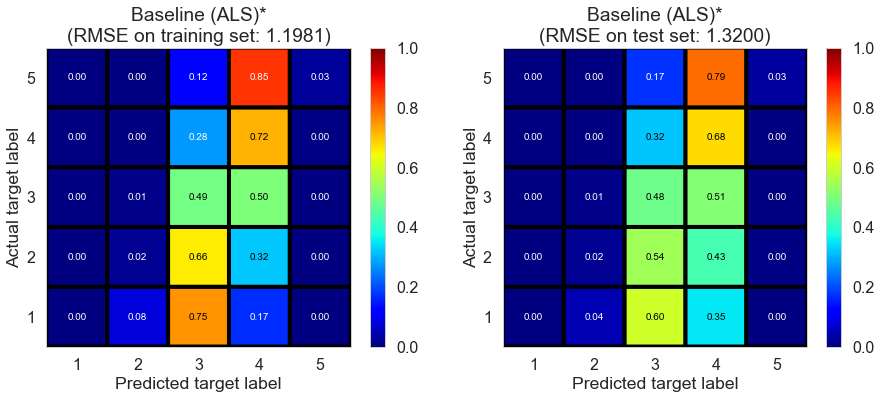 Baseline (ALS)*
(RMSE on training set: 1.1981)
Actual target label
5 0.00 0.00 0.12 0.85 0.03
4 0.00 0.00 0.28 0.72 0.00
3 0.00 0.01 0.49 0.50 0.00
2 0.00 0.02 0.66 0.32 0.00
1 0.00 0.08 0.75 0.17 0.00
1 2 3 4 5
Predicted target label
1.0
0.8
0.6
0.4
0.2
0.0
Baseline (ALS)*
(RMSE on test set: 1.3200)
Actual target label
5 0.00 0.00 0.17 0.79 0.03
4 0.00 0.00 0.32 0.68 0.00
3 0.00 0.01 0.48 0.51 0.00
2 0.00 0.02 0.54 0.43 0.00
1 0.00 0.04 0.60 0.35 0.00
1 2 3 4 5
Predicted target label
1.0
0.8
0.6
0.4
0.2
0.0